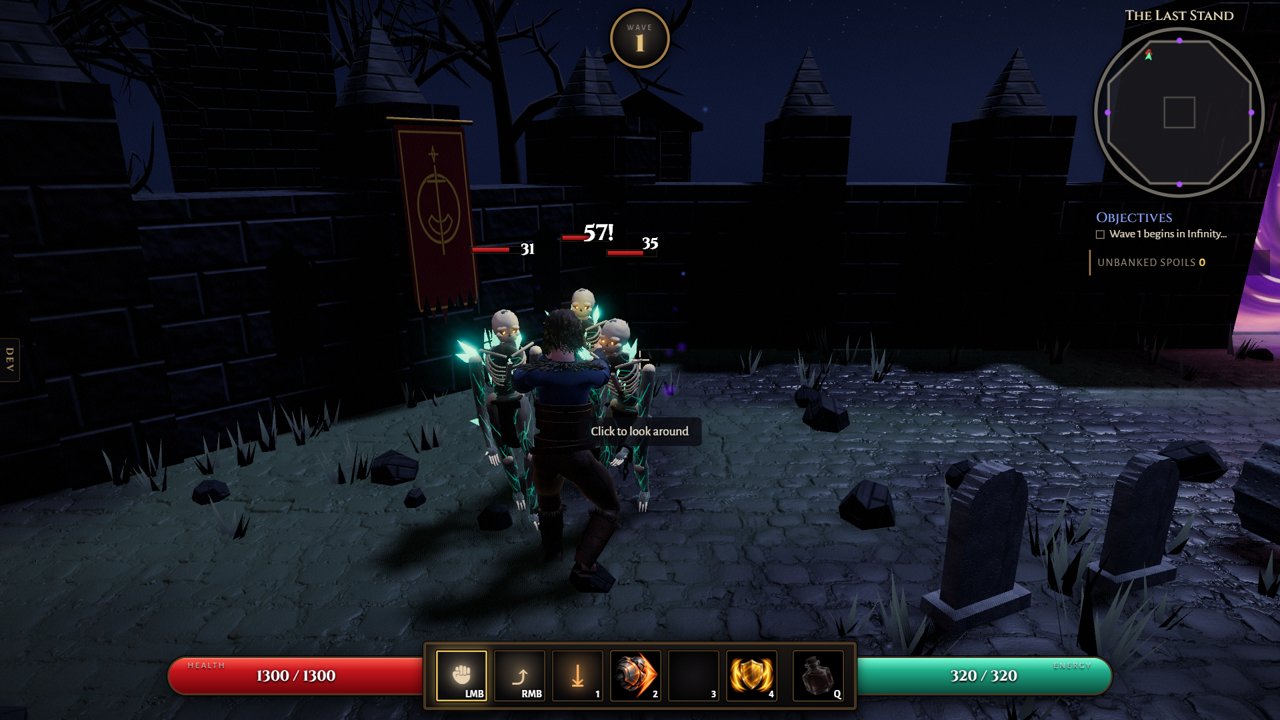 WAVE
1
THE LAST STAND
OBJECTIVES
Wave 1 begins in Infinity...
UNBANKED SPOILS 0
57!
31
35
DEV
Click to look around
HEALTH
1300 / 1300
LMB
RMB
1
2
3
4
Q
ENERGY
320 / 320